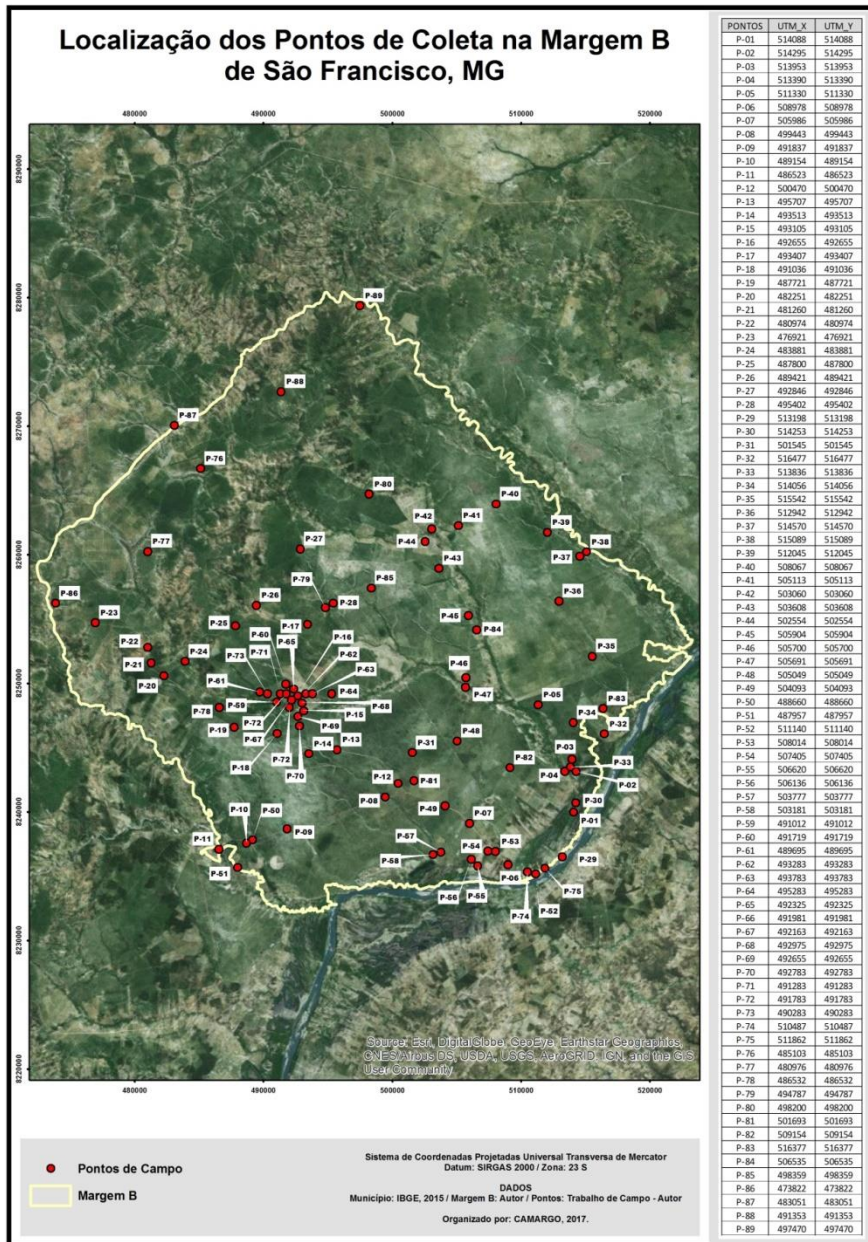 Localização dos Pontos de Coleta na Margem B
de São Francisco, MG
480000 490000 500000 510000 520000
8290000
8280000
8270000
8260000
8250000
8240000
8230000
8220000
P-89
P-88
P-87
P-76
P-80
P-40
P-42
P-41
P-39
P-44
P-38
P-77
P-27
P-37
P-43
P-79
P-85
P-86
P-26
P-28
P-36
P-23
P-25
P-17
P-45
P-60
P-16
P-84
P-65
P-22
P-71
P-62
P-24
P-73
P-35
P-21
P-63
P-46
P-20
P-61
P-64
P-47
P-05
P-83
P-59
P-68
P-78
P-34
P-15
P-19
P-72
P-69
P-32
P-67
P-13
P-48
P-14
P-31
P-03
P-18
P-72
P-82
P-33
P-70
P-12
P-81
P-04
P-02
P-08
P-10
P-50
P-49
P-30
P-07
P-01
P-09
P-11
P-57
P-54
P-53
P-58
P-29
P-51
P-06
P-56
P-55
P-75
P-74
P-52
Source: Esri, DigitalGlobe, GeoEye, Earthstar Geographics,
CNES/Airbus DS, USDA, USGS, AeroGRID, IGN, and the GIS
User Community
480000 490000 500000 510000 520000
Pontos de Campo
Margem B
Sistema de Coordenadas Projetadas Universal Transversa de Mercator
Datum: SIRGAS 2000 / Zona: 23 S
DADOS
Município: IBGE, 2015 / Margem B: Autor / Pontos: Trabalho de Campo - Autor
Organizado por: CAMARGO, 2017.
PONTOS UTM_X UTM_Y
P-01 514088 514088
P-02 514295 514295
P-03 513953 513953
P-04 513390 513390
P-05 511330 511330
P-06 508978 508978
P-07 505986 505986
P-08 499443 499443
P-09 491837 491837
P-10 489154 489154
P-11 486523 486523
P-12 500470 500470
P-13 495707 495707
P-14 493513 493513
P-15 493105 493105
P-16 492655 492655
P-17 493407 493407
P-18 491036 491036
P-19 487721 487721
P-20 482251 482251
P-21 481260 481260
P-22 480974 480974
P-23 476921 476921
P-24 483881 483881
P-25 487800 487800
P-26 489421 489421
P-27 492846 492846
P-28 495402 495402
P-29 513198 513198
P-30 514253 514253
P-31 501545 501545
P-32 516477 516477
P-33 513836 513836
P-34 514056 514056
P-35 515542 515542
P-36 512942 512942
P-37 514570 514570
P-38 515089 515089
P-39 512045 512045
P-40 508067 508067
P-41 505113 505113
P-42 503060 503060
P-43 503608 503608
P-44 502554 502554
P-45 505904 505904
P-46 505700 505700
P-47 505691 505691
P-48 505049 505049
P-49 504093 504093
P-50 488660 488660
P-51 487957 487957
P-52 511140 511140
P-53 508014 508014
P-54 507405 507405
P-55 506620 506620
P-56 506136 506136
P-57 503777 503777
P-58 503181 503181
P-59 491012 491012
P-60 491719 491719
P-61 489695 489695
P-62 493283 493283
P-63 493783 493783
P-64 495283 495283
P-65 492325 492325
P-66 491981 491981
P-67 492163 492163
P-68 492975 492975
P-69 492655 492655
P-70 492783 492783
P-71 491283 491283
P-72 491783 491783
P-73 490283 490283
P-74 510487 510487
P-75 511862 511862
P-76 485103 485103
P-77 480976 480976
P-78 486532 486532
P-79 494787 494787
P-80 498200 498200
P-81 501693 501693
P-82 509154 509154
P-83 516377 516377
P-84 506535 506535
P-85 498359 498359
P-86 473822 473822
P-87 483051 483051
P-88 491353 491353
P-89 497470 497470